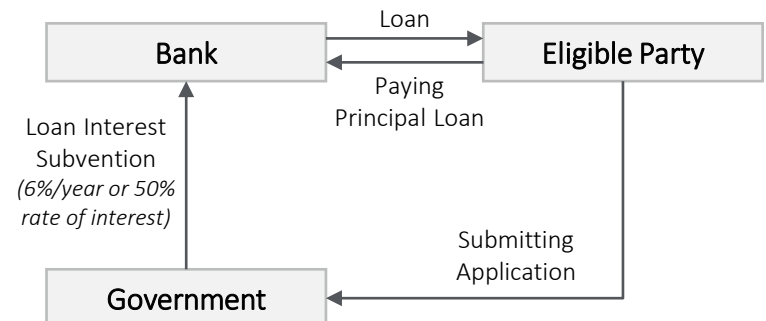 Loan
Bank
Eligible Party
Paying
Principal Loan
Loan Interest
Subvention
(6%/year or 50%
rate of interest)
Submitting
Application
Government